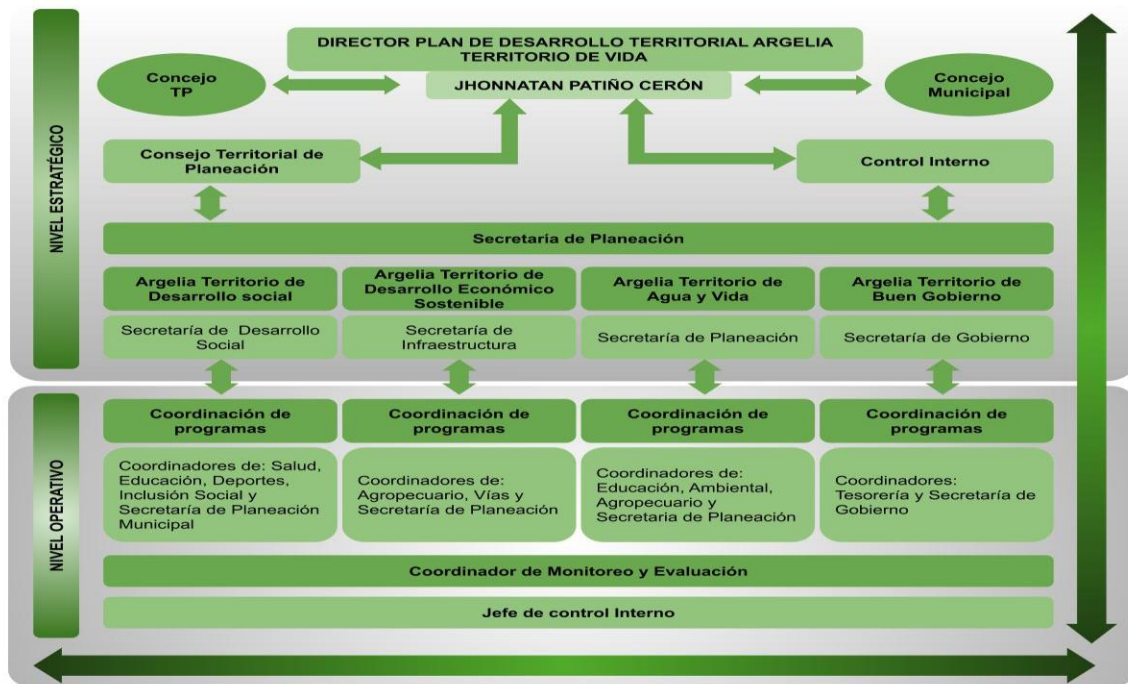 DIRECTOR PLAN DE DESARROLLO TERRITORIAL ARGELIA
TERRITORIO DE VIDA
JHONNATAN PATIÑO CERÓN
Concejo
TP
Concejo
Municipal
Consejo Territorial de
Planeación
Control Interno
NIVEL ESTRATÉGICO
Secretaría de Planeación
Argelia Territorio de
Desarrollo social
Argelia Territorio de
Desarrollo Económico
Sostenible
Argelia Territorio de
Agua y Vida
Argelia Territorio de
Buen Gobierno
Secretaría de Desarrollo
Social
Secretaría de
Infraestructura
Secretaría de Planeación
Secretaría de Gobierno
NIVEL OPERATIVO
Coordinación de
programas
Coordinación de
programas
Coordinación de
programas
Coordinación de
programas
Coordinadores de: Salud,
Educación, Deportes,
Inclusión Social y
Secretaría de Planeación
Municipal
Coordinadores de:
Agropecuario, Vías y
Secretaría de Planeación
Coordinadores de:
Educación, Ambiental,
Agropecuario y
Secretaria de Planeación
Coordinadores:
Tesorería y Secretaría de
Gobierno
Coordinador de Monitoreo y Evaluación
Jefe de control Interno